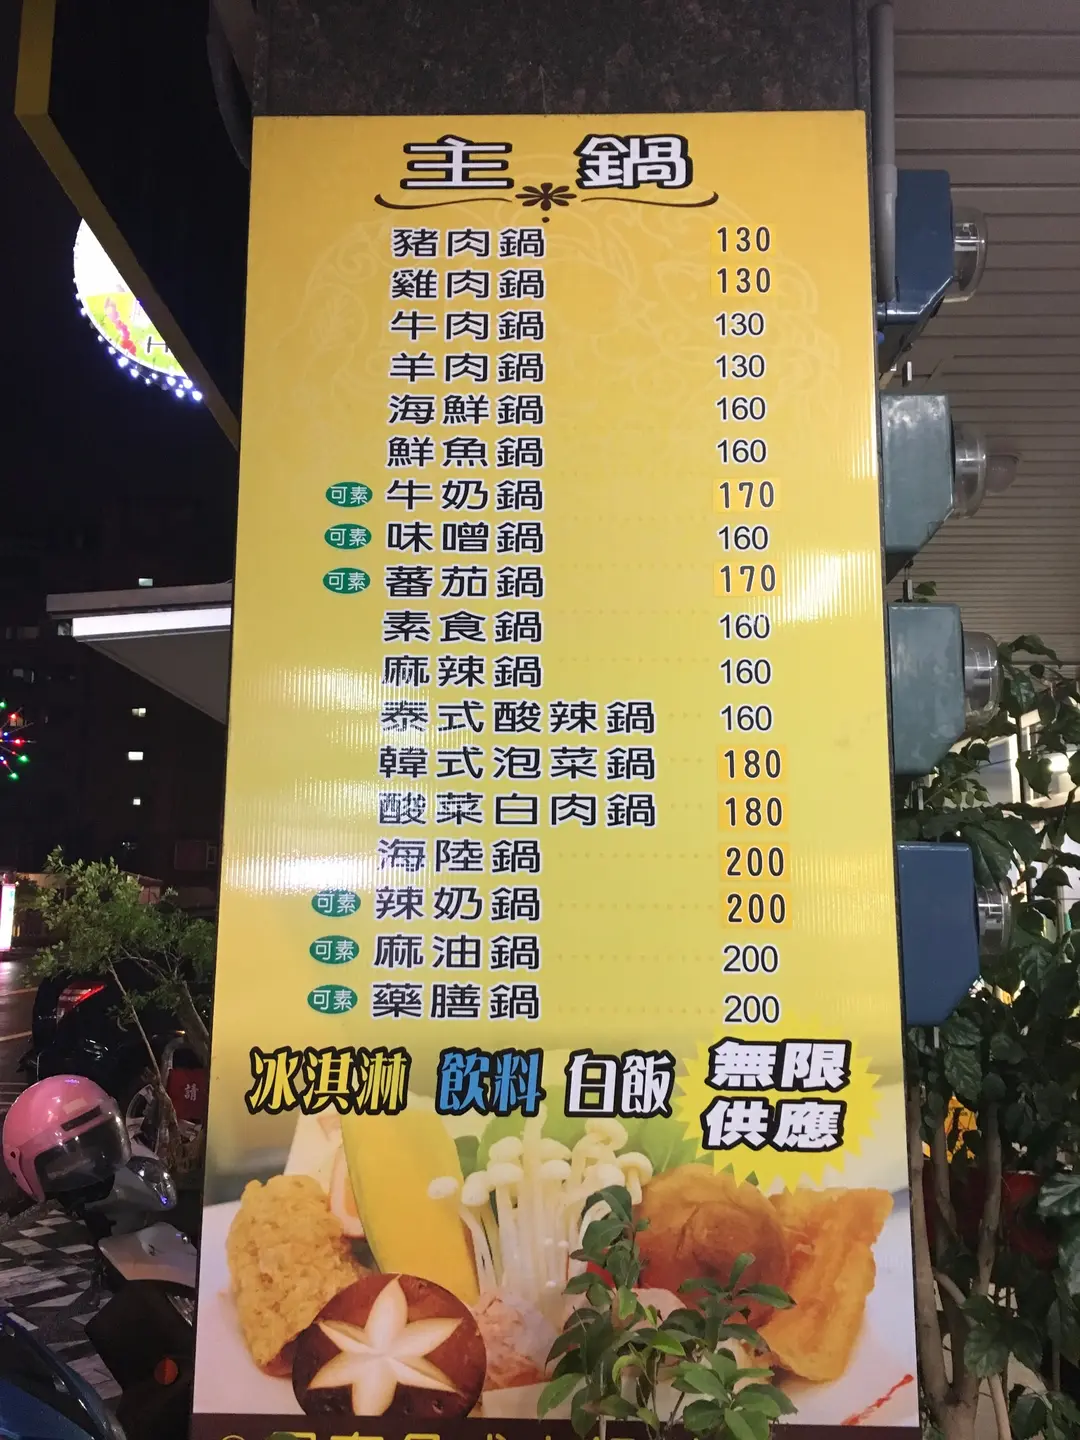 主鍋
豬肉鍋 130
雞肉鍋 130
牛肉鍋 130
羊肉鍋 130
海鮮鍋 160
鮮魚鍋 160
可素 牛奶鍋 170
可素 味噌鍋 160
可素 蕃茄鍋 170
素食鍋 160
麻辣鍋 160
泰式酸辣鍋 160
韓式泡菜鍋 180
酸菜白肉鍋 180
海陸鍋 200
可素 辣奶鍋 200
可素 麻油鍋 200
可素 藥膳鍋 200
冰淇淋 飲料 白飯 無限
供應
請